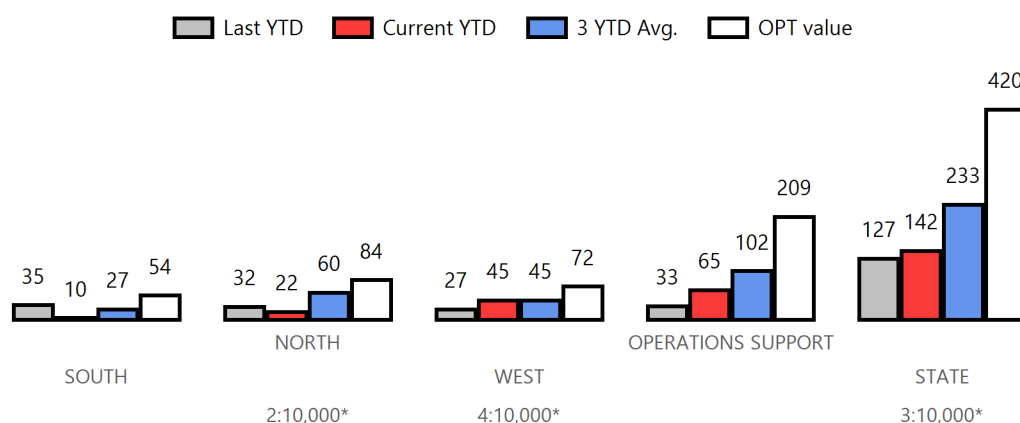 Last YTD Current YTD 3 YTD Avg. OPT value
420
233
209
127 142
102
84
72
65
60
54
45 45
35 32 33
27 27
22
10
NORTH OPERATIONS SUPPORT
SOUTH WEST STATE
2:10,000* 4:10,000* 3:10,000*